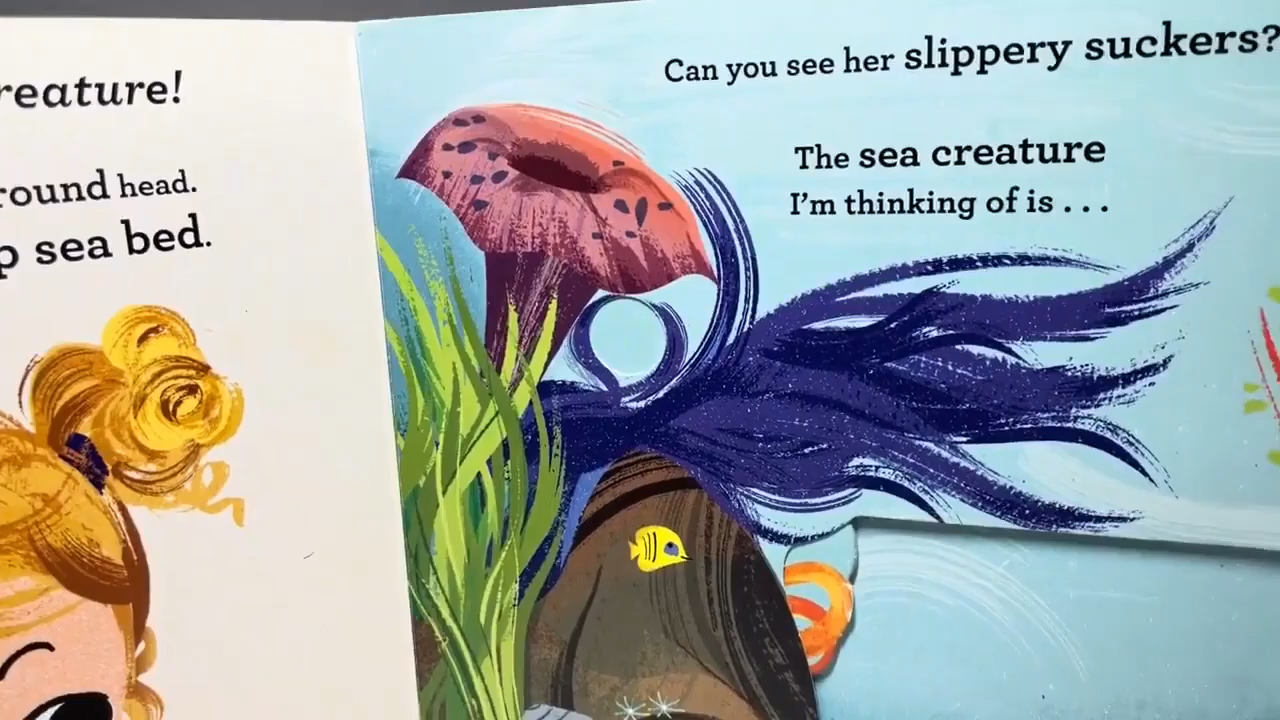 reature!
round head.
p sea bed.
Can you see her slippery suckers?
The sea creature
I'm thinking of is . . .